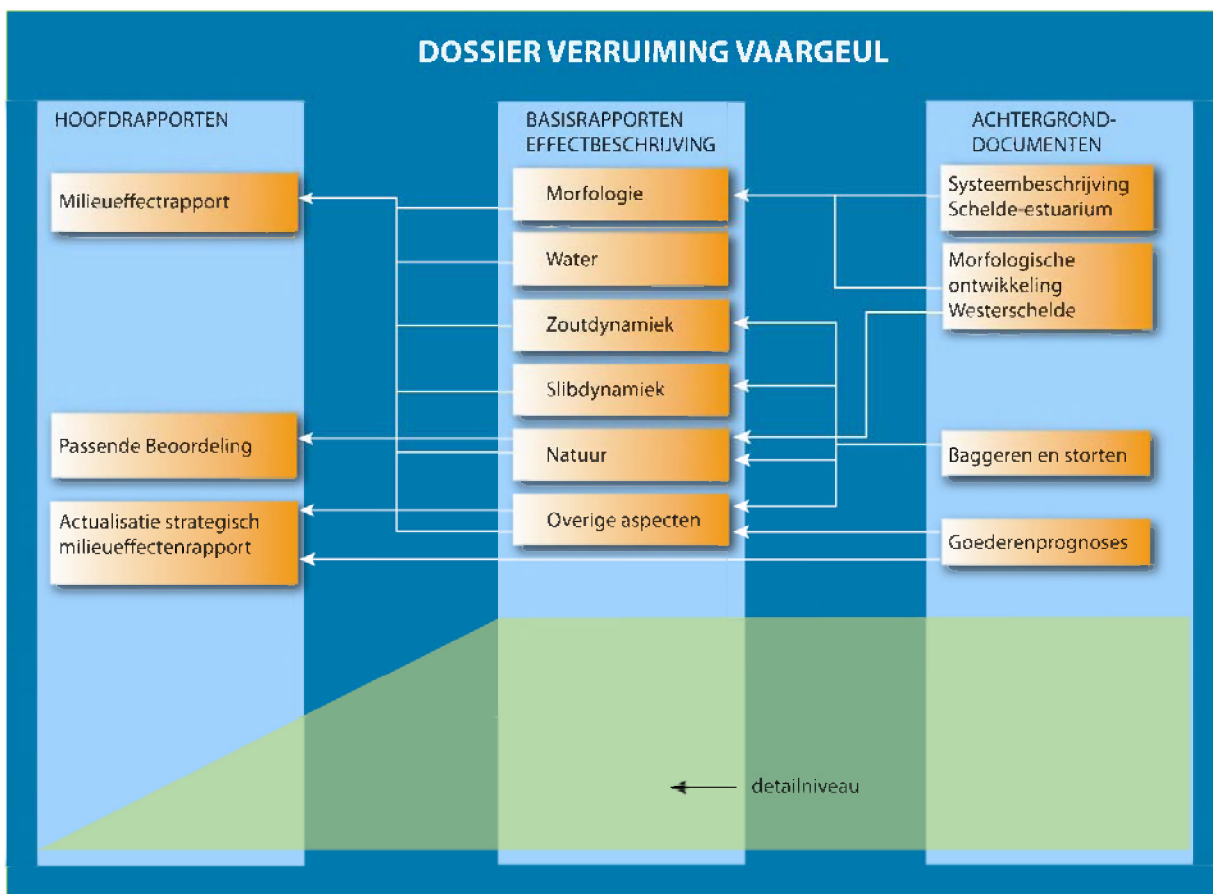 DOSSIER VERRUIMING VAARGEUL
HOOFDRAPPORTEN
Milieueffectrapport
Passende Beoordeling
Actualisatie strategisch
milieueffectenrapport
BASISRAPPORTEN
EFFECTBESCHRIJVING
Morfologie
Water
Zoutdynamiek
Slibdynamiek
Natuur
Overige aspecten
ACHTERGROND-
DOCUMENTEN
Systeembeschrijving
Schelde-estuarium
Morfologische
ontwikkeling
Westerschelde
Baggeren en storten
Goederenprognoses
detailniveau